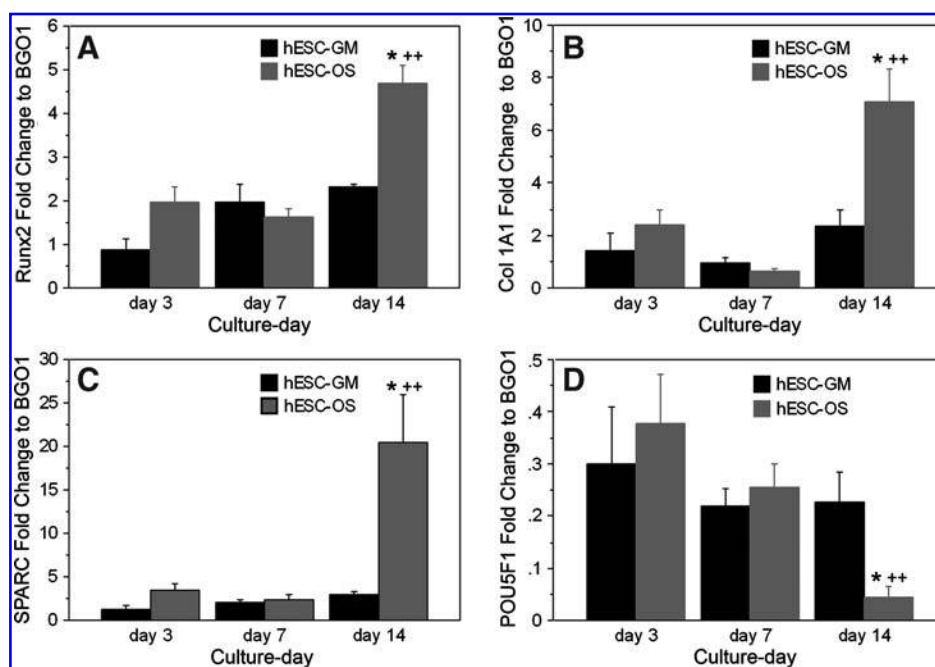 A
Runx2 Fold Change to BGO1
6
5
4
3
2
1
0
hESC-GM
hESC-OS
* ++
day 3 day 7 day 14
Culture-day
B
Col 1A1 Fold Change to BGO1
10
8
6
4
2
0
hESC-GM
hESC-OS
* ++
day 3 day 7 day 14
Culture-day
C
SPARC Fold Change to BGO1
30
25
20
15
10
5
0
hESC-GM
hESC-OS
* ++
day 3 day 7 day 14
Culture-day
D
POU5F1 Fold Change to BGO1
.5
.4
.3
.2
.1
0
hESC-GM
hESC-OS
* ++
day 3 day 7 day 14
Culture-day